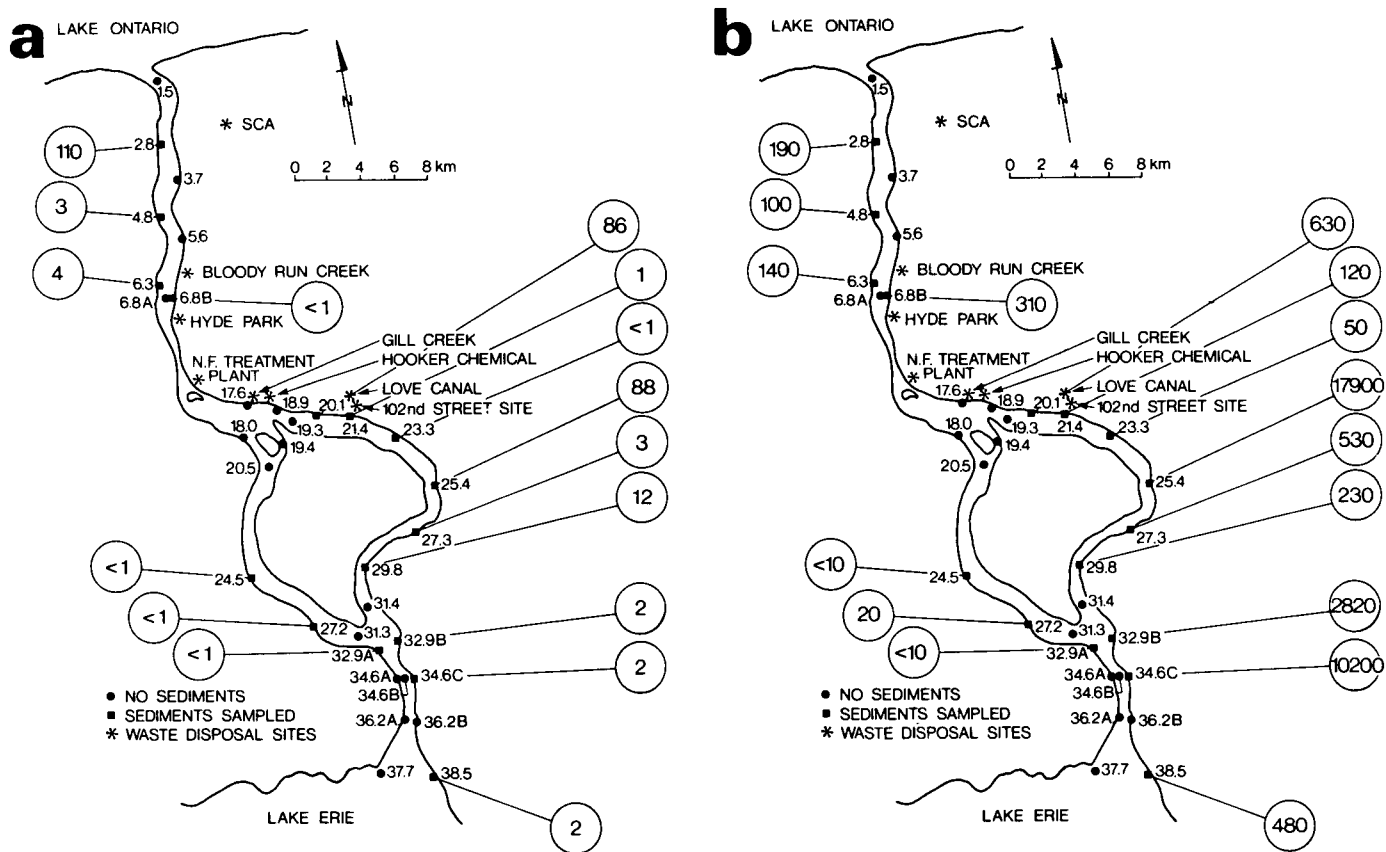 a
LAKE ONTARIO
1.5
N
* SCA
110
2.8
0 2 4 6 8 km
3.7
3
4.8
5.6
86
4
6.3
* BLOODY RUN CREEK
1
6.8A
6.8B
<1
* HYDE PARK
<1
GILL CREEK
HOOKER CHEMICAL
N.F. TREATMENT
* PLANT
17.6
18.9
20.1
LOVE CANAL
102nd STREET SITE
88
18.0
19.3
21.4
23.3
19.4
3
20.5
25.4
12
27.3
<1
24.5
29.8
<1
31.4
2
27.2
31.3
32.9B
<1
32.9A
2
34.6A
34.6C
34.6B
● NO SEDIMENTS
■ SEDIMENTS SAMPLED
* WASTE DISPOSAL SITES
36.2A
36.2B
37.7
38.5
LAKE ERIE
2
b
LAKE ONTARIO
1.5
N
* SCA
190
2.8
0 2 4 6 8 km
3.7
100
4.8
5.6
630
140
6.3
* BLOODY RUN CREEK
120
6.8A
6.8B
310
* HYDE PARK
50
GILL CREEK
HOOKER CHEMICAL
N.F. TREATMENT
* PLANT
17.6
18.9
20.1
LOVE CANAL
102nd STREET SITE
17900
18.0
19.3
21.4
23.3
19.4
530
20.5
25.4
230
27.3
<10
24.5
29.8
20
31.4
2820
27.2
31.3
32.9B
<10
32.9A
10200
34.6A
34.6C
34.6B
● NO SEDIMENTS
■ SEDIMENTS SAMPLED
* WASTE DISPOSAL SITES
36.2A
36.2B
37.7
38.5
LAKE ERIE
480